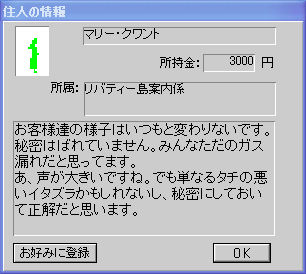 住人の情報
マリー・クワント
所持金: 3000 円
所属: リバティー島案内係
お客様達の様子はいつもと変わりないです。
秘密はばれていません。みんなただのガス
漏れだと思ってます。
あ、声が大きいですね。でも単なるタチの悪
いイタズラかもしれないし、秘密にしておい
て正解だと思います。
お好みに登録 OK